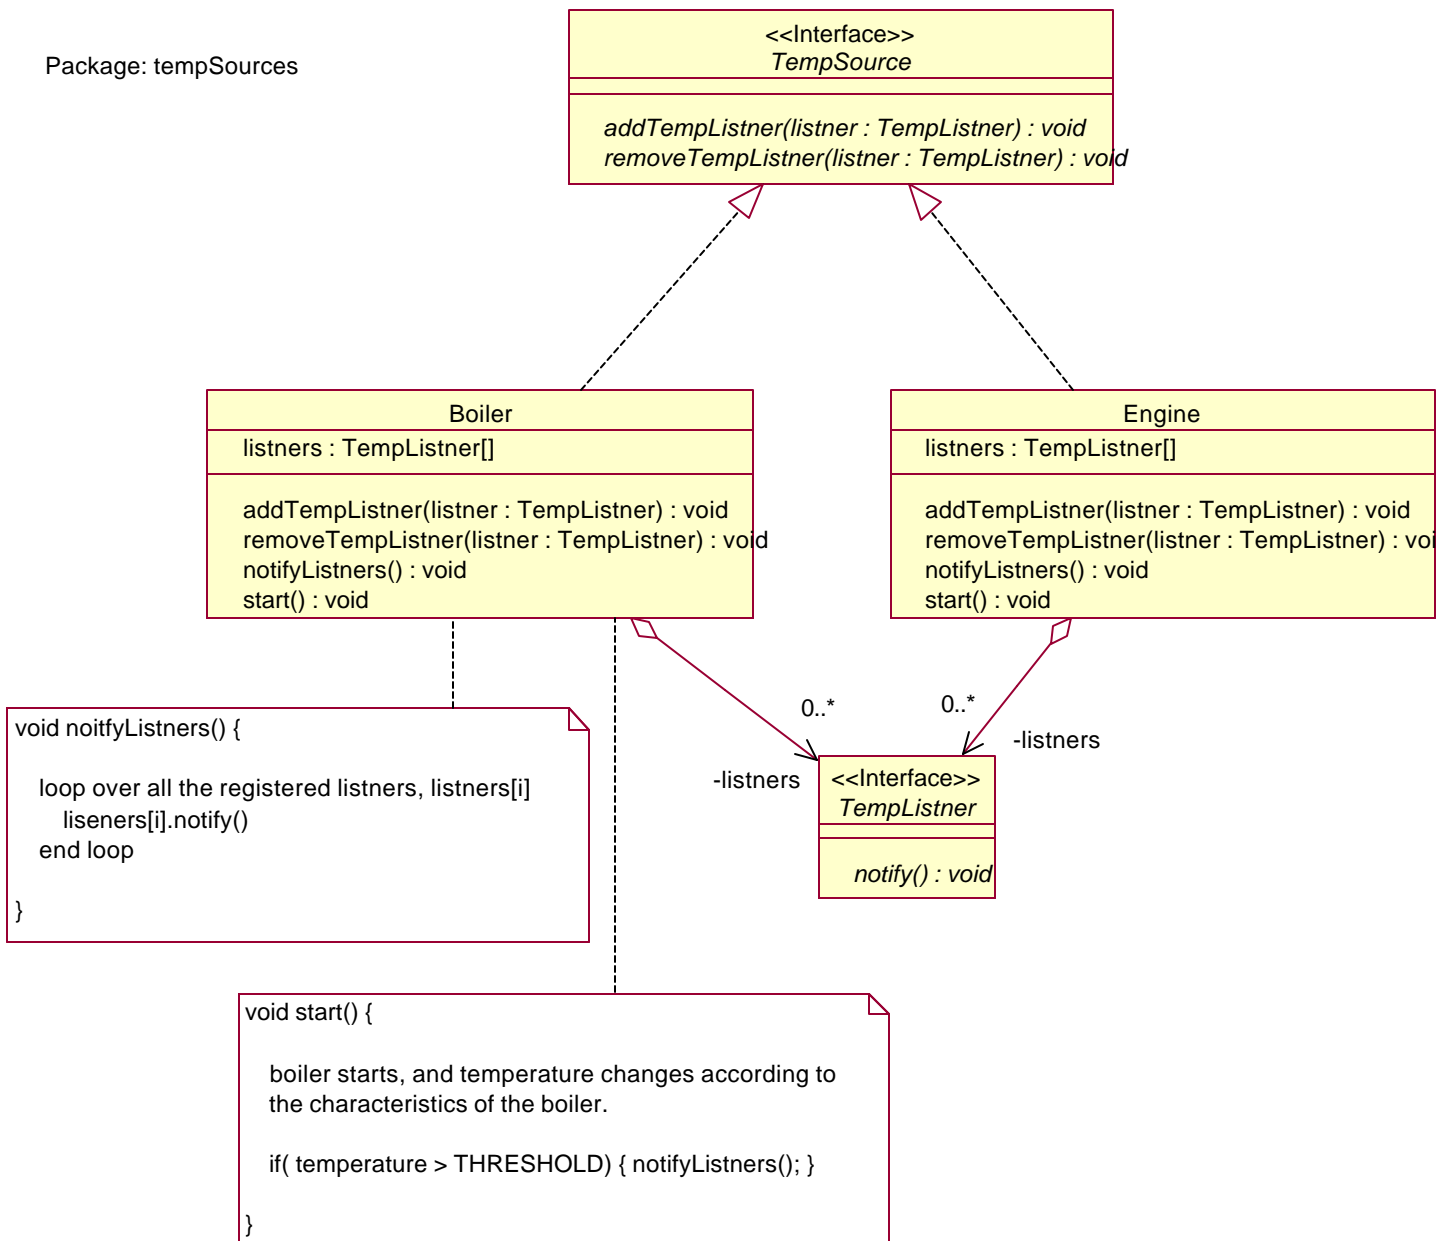 Package: tempSources
<<Interface>>
TempSource
addTempListner(listner : TempListner) : void
removeTempListner(listner : TempListner) : void
Boiler
listners : TempListner[]
addTempListner(listner : TempListner) : void
removeTempListner(listner : TempListner) : void
notifyListners() : void
start() : void
Engine
listners : TempListner[]
addTempListner(listner : TempListner) : void
removeTempListner(listner : TempListner) : voi
notifyListners() : void
start() : void
0..*
0..*
-listners
-listners
<<Interface>>
TempListner
notify() : void
void noitfyListners() {
loop over all the registered listners, listners[i]
liseners[i].notify()
end loop
}
void start() {
boiler starts, and temperature changes according to
the characteristics of the boiler.
if( temperature > THRESHOLD) { notifyListners(); }
}